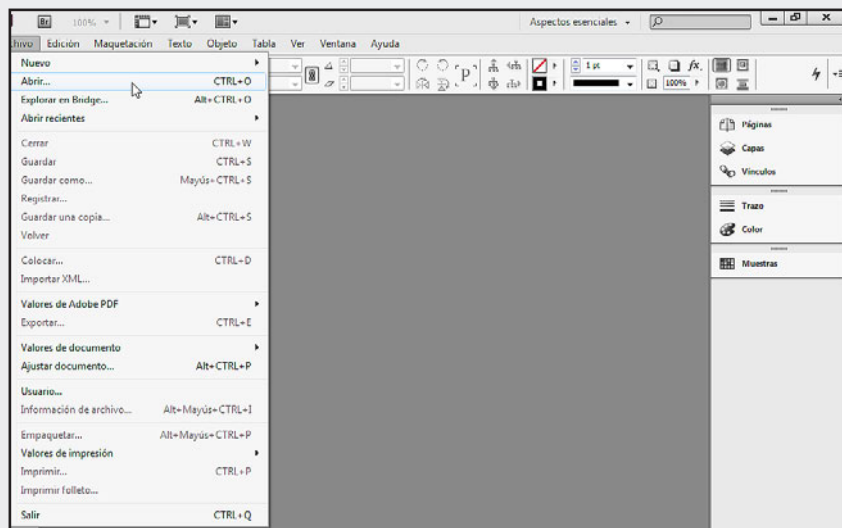 Br 100% Aspectos esenciales
hivo Edición Maquetación Texto Objeto Tabla Ver Ventana Ayuda
1 pt
100%
Nuevo
Abrir... CTRL+O
Explorar en Bridge... Alt+CTRL+O
Abrir recientes
Cerrar CTRL+W
Guardar CTRL+S
Guardar como... Mayús+CTRL+S
Registrar...
Guardar una copia... Alt+CTRL+S
Volver
Colocar... CTRL+D
Importar XML...
Valores de Adobe PDF
Exportar... CTRL+E
Valores de documento
Ajustar documento... Alt+CTRL+P
Usuario...
Información de archivo... Alt+Mayús+CTRL+I
Empaquetar... Alt+Mayús+CTRL+P
Valores de impresión
Imprimir... CTRL+P
Imprimir folleto...
Salir CTRL+Q
Páginas
Capas
Vínculos
Trazo
Color
Muestras